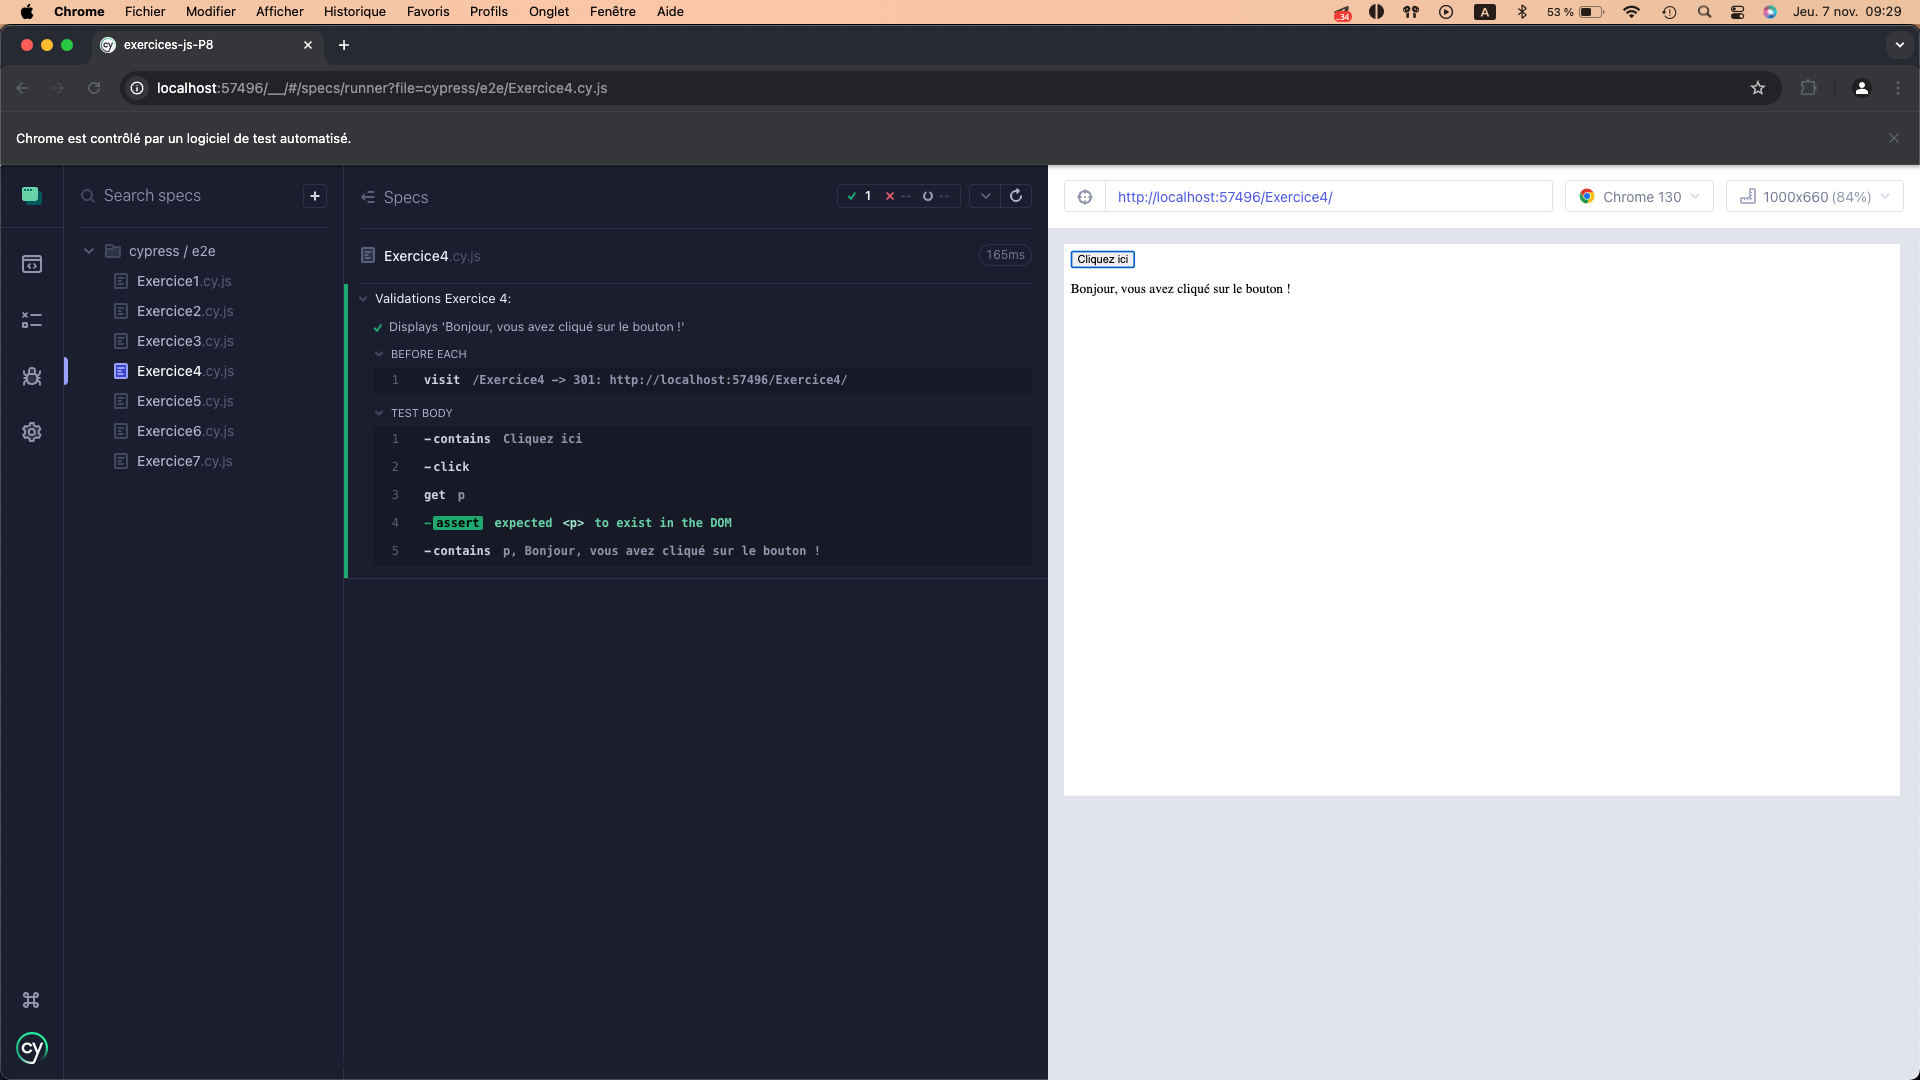 Chrome Fichier Modifier Afficher Historique Favoris Profils Onglet Fenêtre Aide 34 A 53 % Jeu. 7 nov. 09:29
cy exercices-js-P8
localhost:57496/__/#/specs/runner?file=cypress/e2e/Exercice4.cy.js
Chrome est contrôlé par un logiciel de test automatisé.
Search specs +
cypress / e2e
Exercice1.cy.js
Exercice2.cy.js
Exercice3.cy.js
Exercice4.cy.js
Exercice5.cy.js
Exercice6.cy.js
Exercice7.cy.js
cy
Specs 1 -- --
Exercice4.cy.js 165ms
Validations Exercice 4:
Displays 'Bonjour, vous avez cliqué sur le bouton !'
BEFORE EACH
1 visit /Exercice4 -> 301: http://localhost:57496/Exercice4/
TEST BODY
1 -contains Cliquez ici
2 -click
3 get p
4 -assert expected <p> to exist in the DOM
5 -contains p, Bonjour, vous avez cliqué sur le bouton !
http://localhost:57496/Exercice4/ Chrome 130 1000x660 (84%)
Cliquez ici
Bonjour, vous avez cliqué sur le bouton !